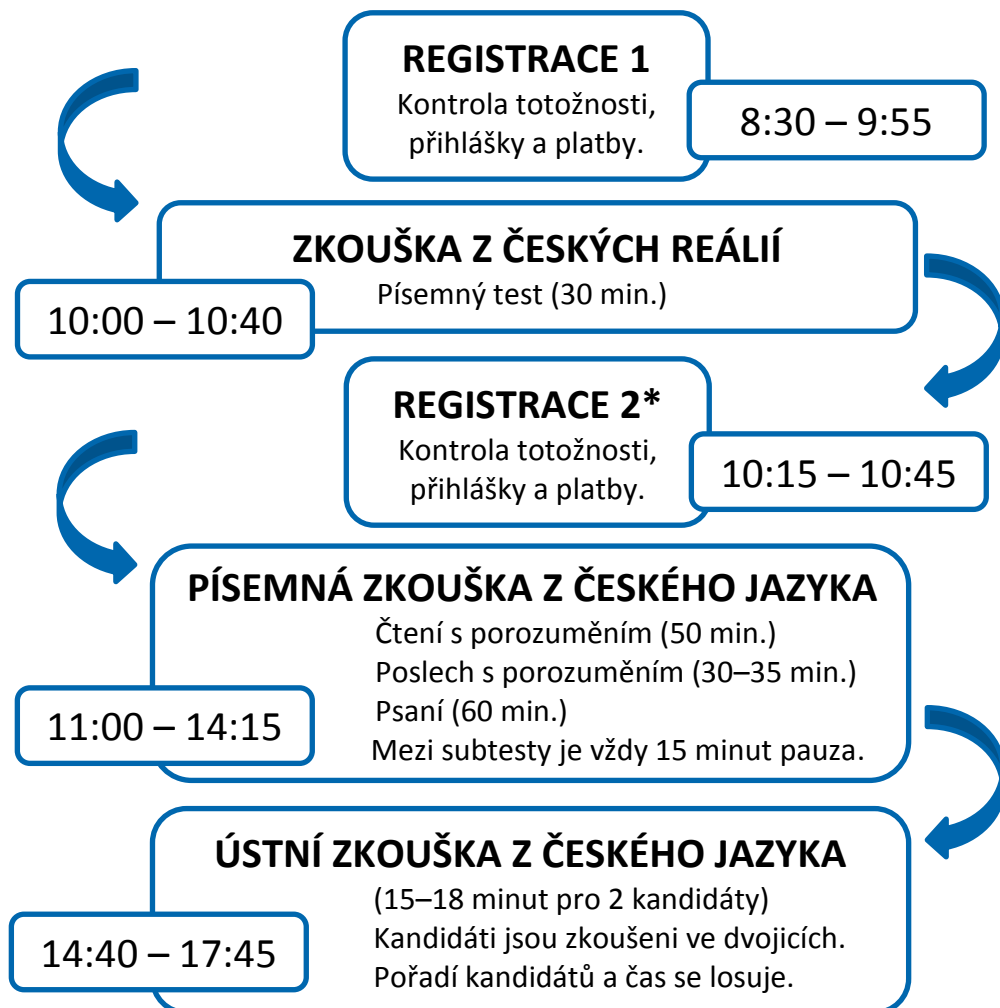 REGISTRACE 1
Kontrola totožnosti,
přihlášky a platby.
8:30 – 9:55
ZKOUŠKA Z ČESKÝCH REÁLIÍ
Písemný test (30 min.)
10:00 – 10:40
REGISTRACE 2*
Kontrola totožnosti,
přihlášky a platby.
10:15 – 10:45
PÍSEMNÁ ZKOUŠKA Z ČESKÉHO JAZYKA
Čtení s porozuměním (50 min.)
Poslech s porozuměním (30–35 min.)
Psaní (60 min.)
Mezi subtesty je vždy 15 minut pauza.
11:00 – 14:15
ÚSTNÍ ZKOUŠKA Z ČESKÉHO JAZYKA
(15–18 minut pro 2 kandidáty)
Kandidáti jsou zkoušeni ve dvojicích.
Pořadí kandidátů a čas se losuje.
14:40 – 17:45